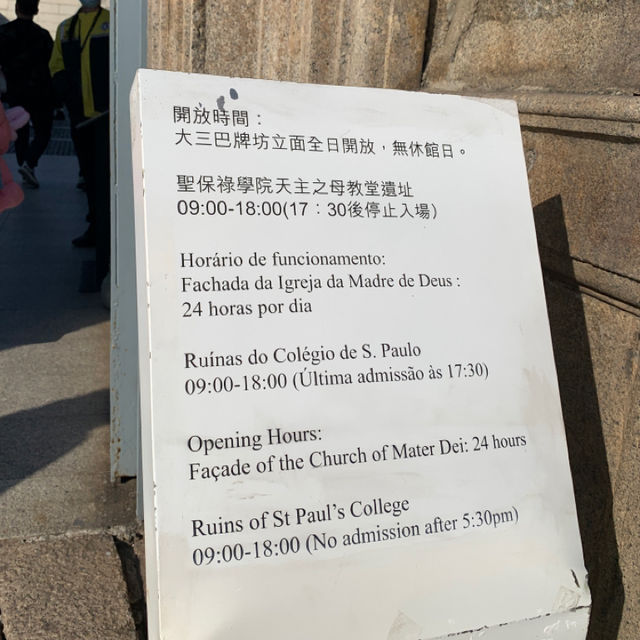 開放時間：
大三巴牌坊立面全日開放，無休館日。
聖保祿學院天主之母教堂遺址
09:00-18:00(17：30後停止入場)
Horário de funcionamento:
Fachada da Igreja da Madre de Deus :
24 horas por dia
Ruínas do Colégio de S. Paulo
09:00-18:00 (Última admissão às 17:30)
Opening Hours:
Façade of the Church of Mater Dei: 24 hours
Ruins of St Paul's College
09:00-18:00 (No admission after 5:30pm)